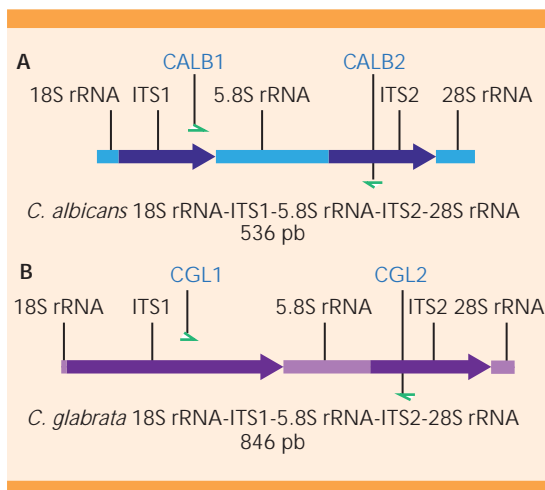 A
CALB1 CALB2
18S rRNA ITS1 5.8S rRNA ITS2 28S rRNA
C. albicans 18S rRNA-ITS1-5.8S rRNA-ITS2-28S rRNA
536 pb
B
CGL1 CGL2
18S rRNA ITS1 5.8S rRNA ITS2 28S rRNA
C. glabrata 18S rRNA-ITS1-5.8S rRNA-ITS2-28S rRNA
846 pb